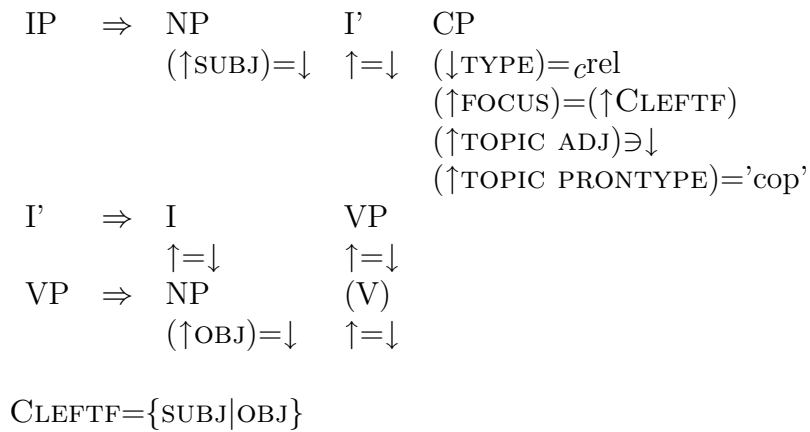 IP ⇒ NP I' CP
(↑SUBJ)=↓ ↑=↓ (↓TYPE)=crel
(↑FOCUS)=(↑CLEFTF)
(↑TOPIC ADJ)∋↓
(↑TOPIC PRONTYPE)='cop'
I' ⇒ I VP
↑=↓ ↑=↓
VP ⇒ NP (V)
(↑OBJ)=↓ ↑=↓
CLEFTF={SUBJ|OBJ}